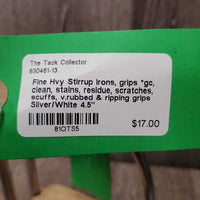 The Tack Collector
890461-13
Fine Hvy Stirrup Irons, grips *gc,
clean, stains, residue, scratches,
scuffs, v.rubbed & ripping grips
Silver/White 4.5"
81QTS5
$17.00